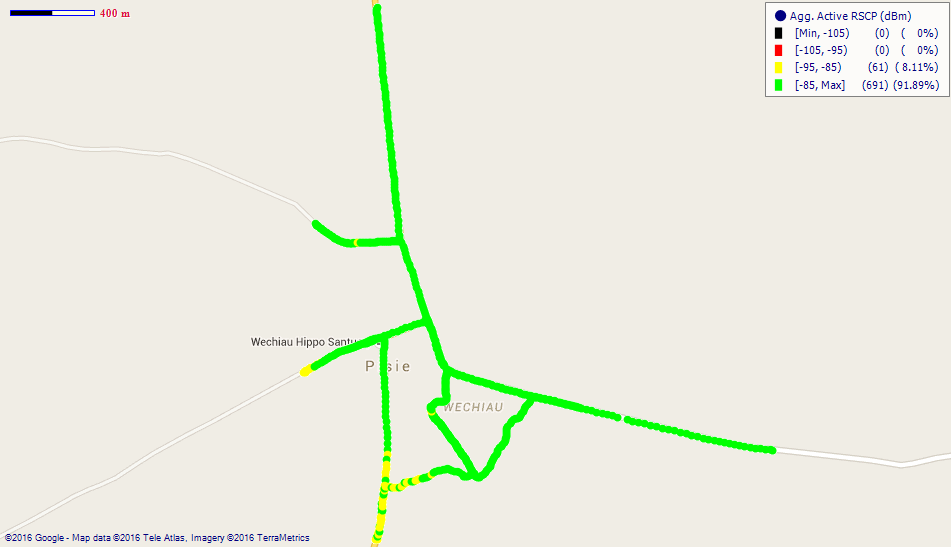 400 m
Agg. Active RSCP (dBm)
[Min, -105) (0) ( 0%)
[-105, -95) (0) ( 0%)
[-95, -85) (61) ( 8.11%)
[-85, Max] (691) (91.89%)
Wechiau Hippo
WECHIAU
©2016 Google - Map data ©2016 Tele Atlas, Imagery ©2016 TerraMetrics